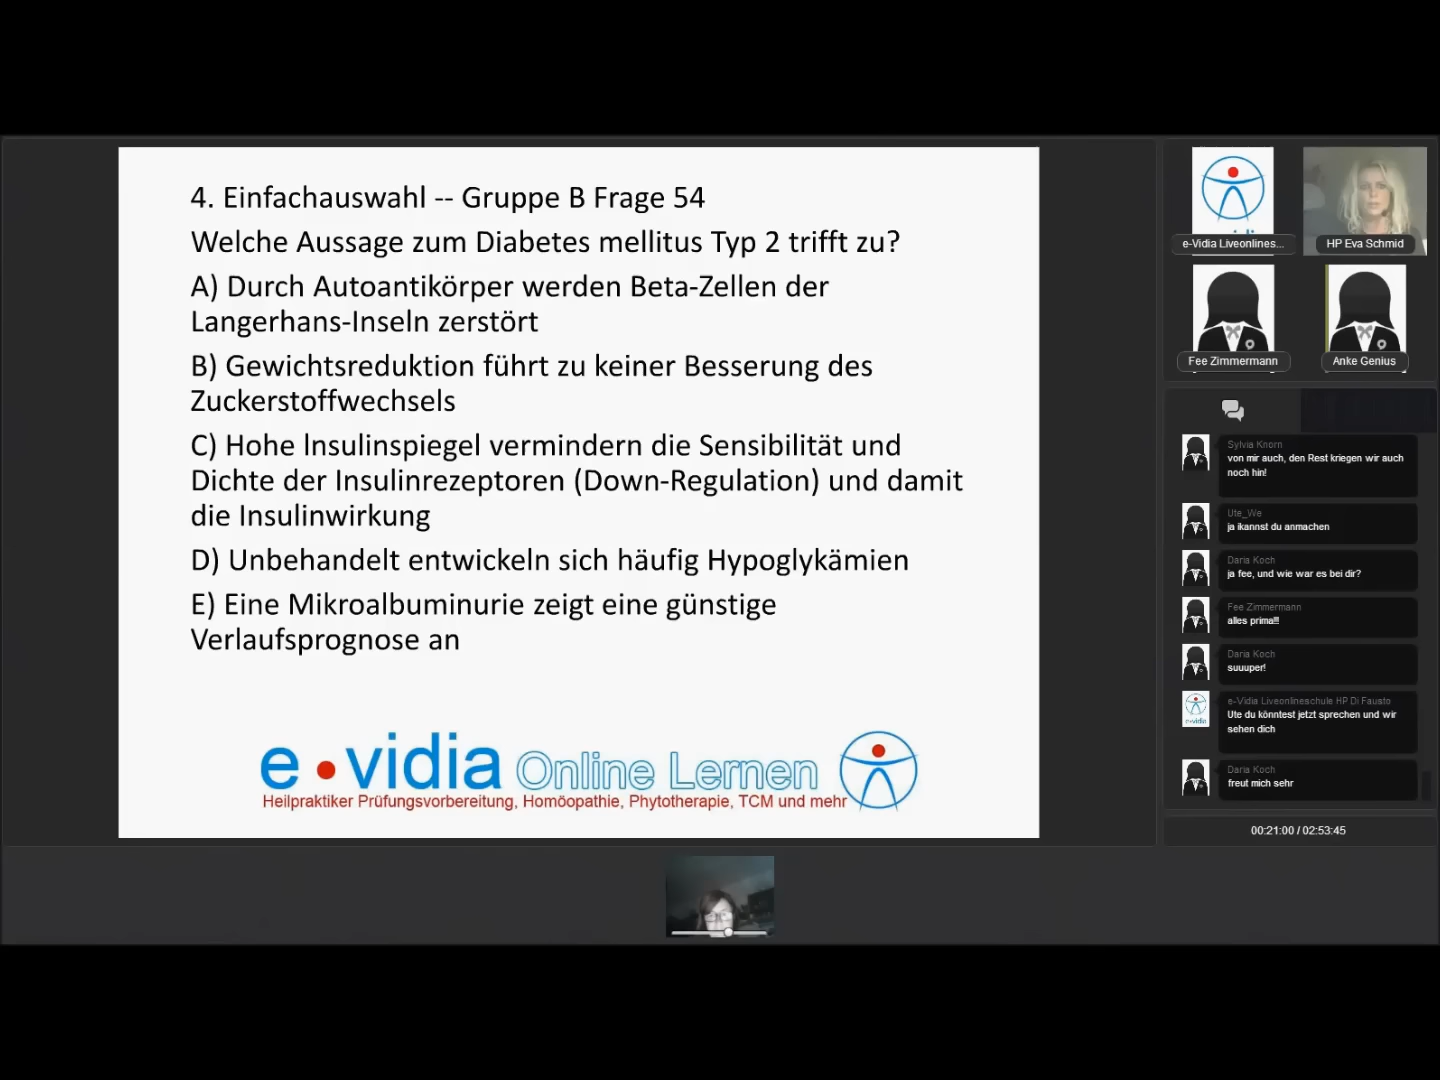 4. Einfachauswahl -- Gruppe B Frage 54
Welche Aussage zum Diabetes mellitus Typ 2 trifft zu?
A) Durch Autoantikörper werden Beta-Zellen der
Langerhans-Inseln zerstört
B) Gewichtsreduktion führt zu keiner Besserung des
Zuckerstoffwechsels
C) Hohe lnsulinspiegel vermindern die Sensibilität und
Dichte der Insulinrezeptoren (Down-Regulation) und damit
die Insulinwirkung
D) Unbehandelt entwickeln sich häufig Hypoglykämien
E) Eine Mikroalbuminurie zeigt eine günstige
Verlaufsprognose an
e vidia Online Lernen
Heilpraktiker Prüfungsvorbereitung, Homöopathie, Phytotherapie, TCM und mehr
e-Vidia Liveonlines...
HP Eva Schmid
Fee Zimmermann
Anke Genius
Sylvia Knorn
von mir auch, den Rest kriegen wir auch
noch hin!
Ute_We
ja ikannst du anmachen
Daria Koch
ja fee, und wie war es bei dir?
Fee Zimmermann
alles prima!!!
Daria Koch
suuuper!
e-Vidia Liveonlineschule HP Di Fausto
Ute du könntest jetzt sprechen und wir
sehen dich
Daria Koch
freut mich sehr
00:21:00 / 02:53:45